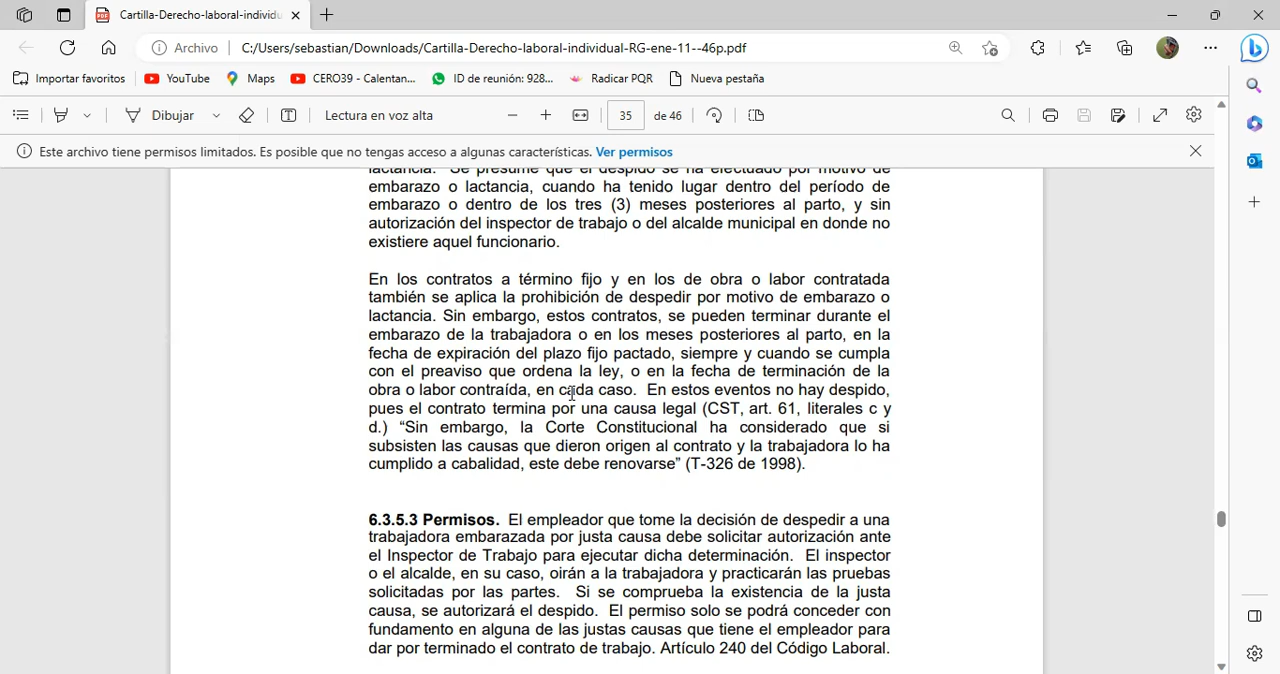 Cartilla-Derecho-laboral-individu
Archivo C:/Users/sebastian/Downloads/Cartilla-Derecho-laboral-individual-RG-ene-11--46p.pdf
Importar favoritos YouTube Maps CERO39 - Calentan... ID de reunión: 928... Radicar PQR Nueva pestaña
Dibujar Lectura en voz alta 35 de 46
Este archivo tiene permisos limitados. Es posible que no tengas acceso a algunas características. Ver permisos
lactancia. “Se presume que el despido se ha efectuado por motivo de
embarazo o lactancia, cuando ha tenido lugar dentro del período de
embarazo o dentro de los tres (3) meses posteriores al parto, y sin
autorización del inspector de trabajo o del alcalde municipal en donde no
existiere aquel funcionario.
En los contratos a término fijo y en los de obra o labor contratada
también se aplica la prohibición de despedir por motivo de embarazo o
lactancia. Sin embargo, estos contratos, se pueden terminar durante el
embarazo de la trabajadora o en los meses posteriores al parto, en la
fecha de expiración del plazo fijo pactado, siempre y cuando se cumpla
con el preaviso que ordena la ley, o en la fecha de terminación de la
obra o labor contraída, en cada caso. En estos eventos no hay despido,
pues el contrato termina por una causa legal (CST, art. 61, literales c y
d.) “Sin embargo, la Corte Constitucional ha considerado que si
subsisten las causas que dieron origen al contrato y la trabajadora lo ha
cumplido a cabalidad, este debe renovarse” (T-326 de 1998).
6.3.5.3 Permisos. El empleador que tome la decisión de despedir a una
trabajadora embarazada por justa causa debe solicitar autorización ante
el Inspector de Trabajo para ejecutar dicha determinación. El inspector
o el alcalde, en su caso, oirán a la trabajadora y practicarán las pruebas
solicitadas por las partes. Si se comprueba la existencia de la justa
causa, se autorizará el despido. El permiso solo se podrá conceder con
fundamento en alguna de las justas causas que tiene el empleador para
dar por terminado el contrato de trabajo. Artículo 240 del Código Laboral.